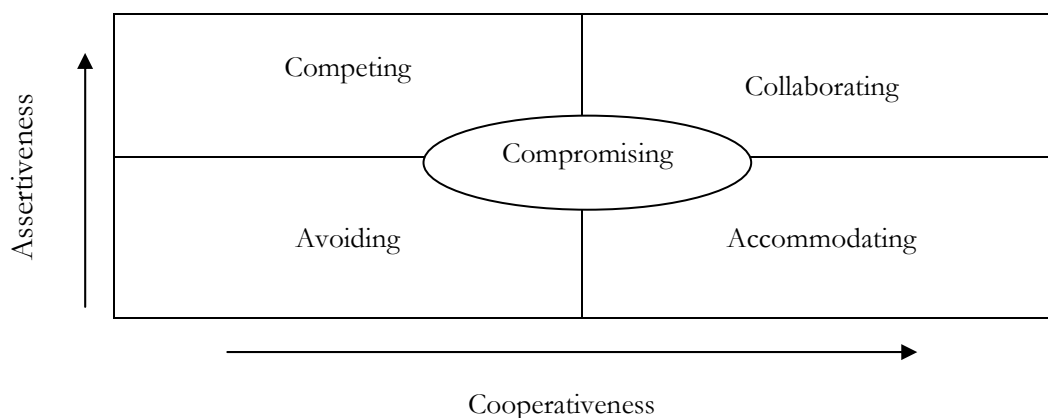 Competing
Collaborating
Compromising
Avoiding
Accommodating
Assertiveness
Cooperativeness